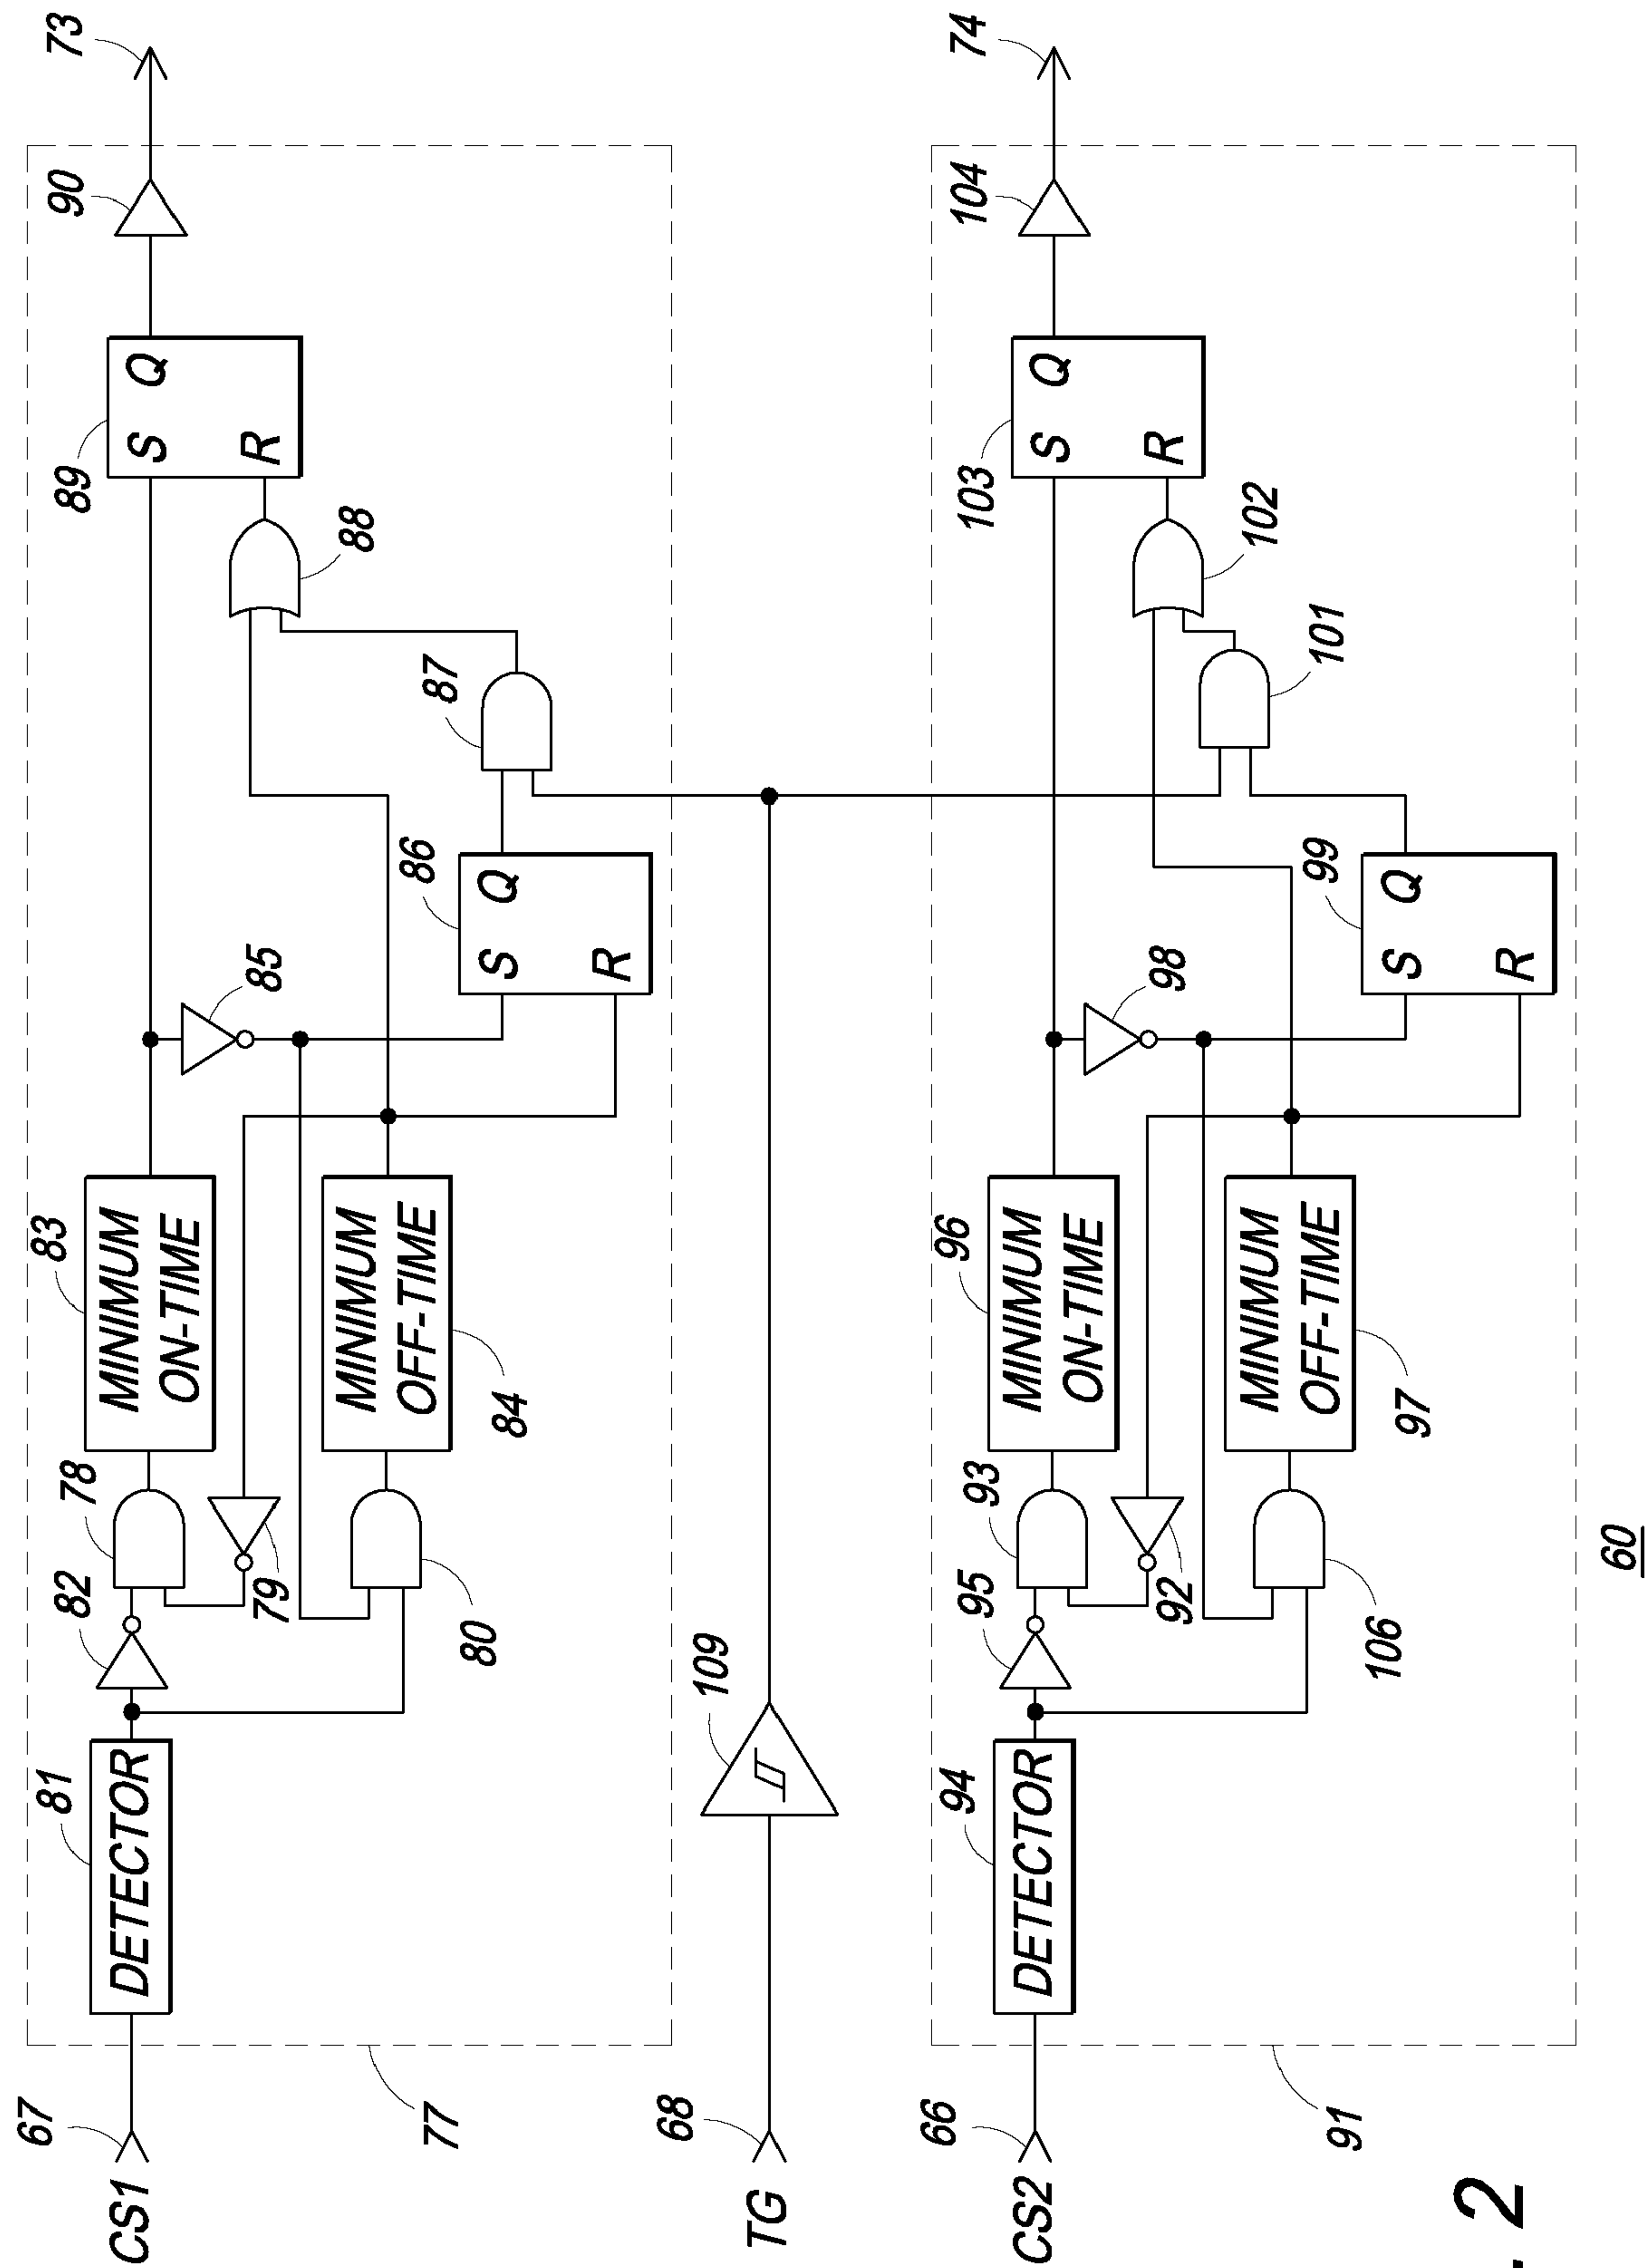 67
CS1
DETECTOR
81
82
78
79
80
MINIMUM
ON-TIME
83
MINIMUM
OFF-TIME
84
85
86
S
Q
R
87
88
89
S
Q
R
90
73
77
68
TG
109
66
CS2
DETECTOR
94
95
93
92
106
MINIMUM
ON-TIME
96
MINIMUM
OFF-TIME
97
98
99
S
Q
R
101
102
103
S
Q
R
104
74
91
60
. 2